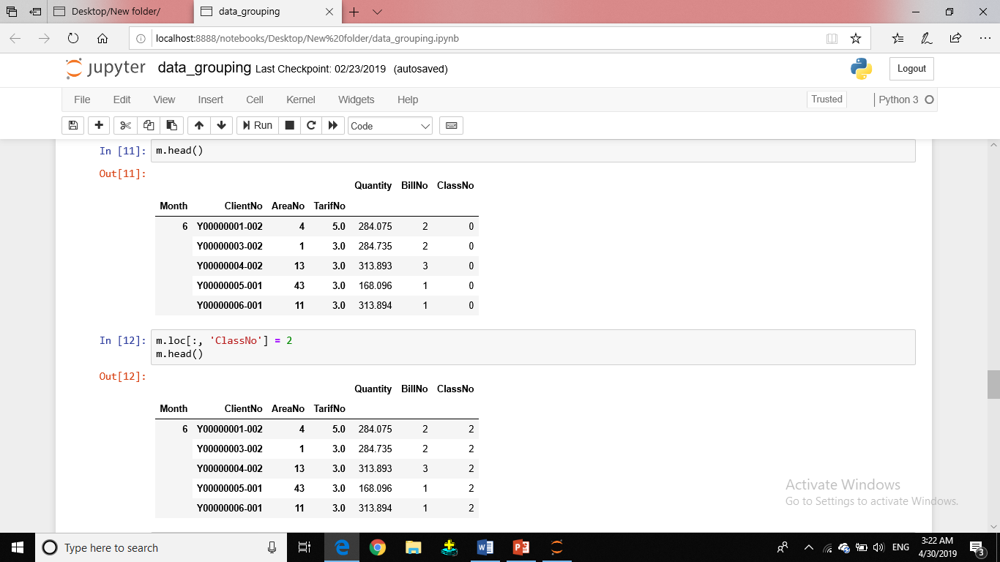 Desktop/New folder/ data_grouping
localhost:8888/notebooks/Desktop/New%20folder/data_grouping.ipynb
jupyter data_grouping Last Checkpoint: 02/23/2019 (autosaved) Logout
File Edit View Insert Cell Kernel Widgets Help Trusted Python 3
Run Code
In [11]: m.head()
Out[11]:
Quantity BillNo ClassNo
Month ClientNo AreaNo TarifNo
6 Y00000001-002 4 5.0 284.075 2 0
Y00000003-002 1 3.0 284.735 2 0
Y00000004-002 13 3.0 313.893 3 0
Y00000005-001 43 3.0 168.096 1 0
Y00000006-001 11 3.0 313.894 1 0
In [12]: m.loc[:, 'ClassNo'] = 2
m.head()
Out[12]:
Quantity BillNo ClassNo
Month ClientNo AreaNo TarifNo
6 Y00000001-002 4 5.0 284.075 2 2
Y00000003-002 1 3.0 284.735 2 2
Y00000004-002 13 3.0 313.893 3 2
Y00000005-001 43 3.0 168.096 1 2
Y00000006-001 11 3.0 313.894 1 2
Activate Windows
Go to Settings to activate Windows.
Type here to search
ENG
3:22 AM
4/30/2019
3